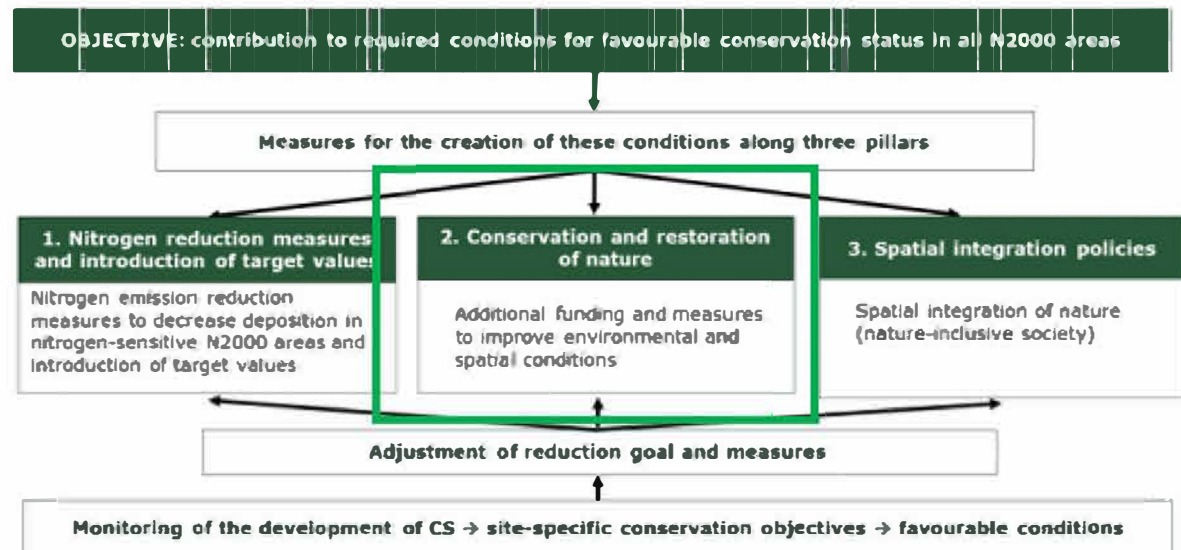 OBJECTIVE: contribution to required conditions for favourable conservation status in all N2000 areas
Measures for the creation of these conditions along three pillars
1. Nitrogen reduction measures
and introduction of target values
Nitrogen emission reduction
measures to decrease deposition in
nitrogen-sensitive N2000 areas and
introduction of target values
2. Conservation and restoration
of nature
Additional funding and measures
to improve environmental and
spatial conditions
3. Spatial integration policies
Spatial integration of nature
(nature-inclusive society)
Adjustment of reduction goal and measures
Monitoring of the development of CS → site-specific conservation objectives → favourable conditions